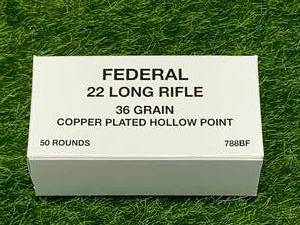 FEDERAL
22 LONG RIFLE
36 GRAIN
COPPER PLATED HOLLOW POINT
50 ROUNDS 788BF